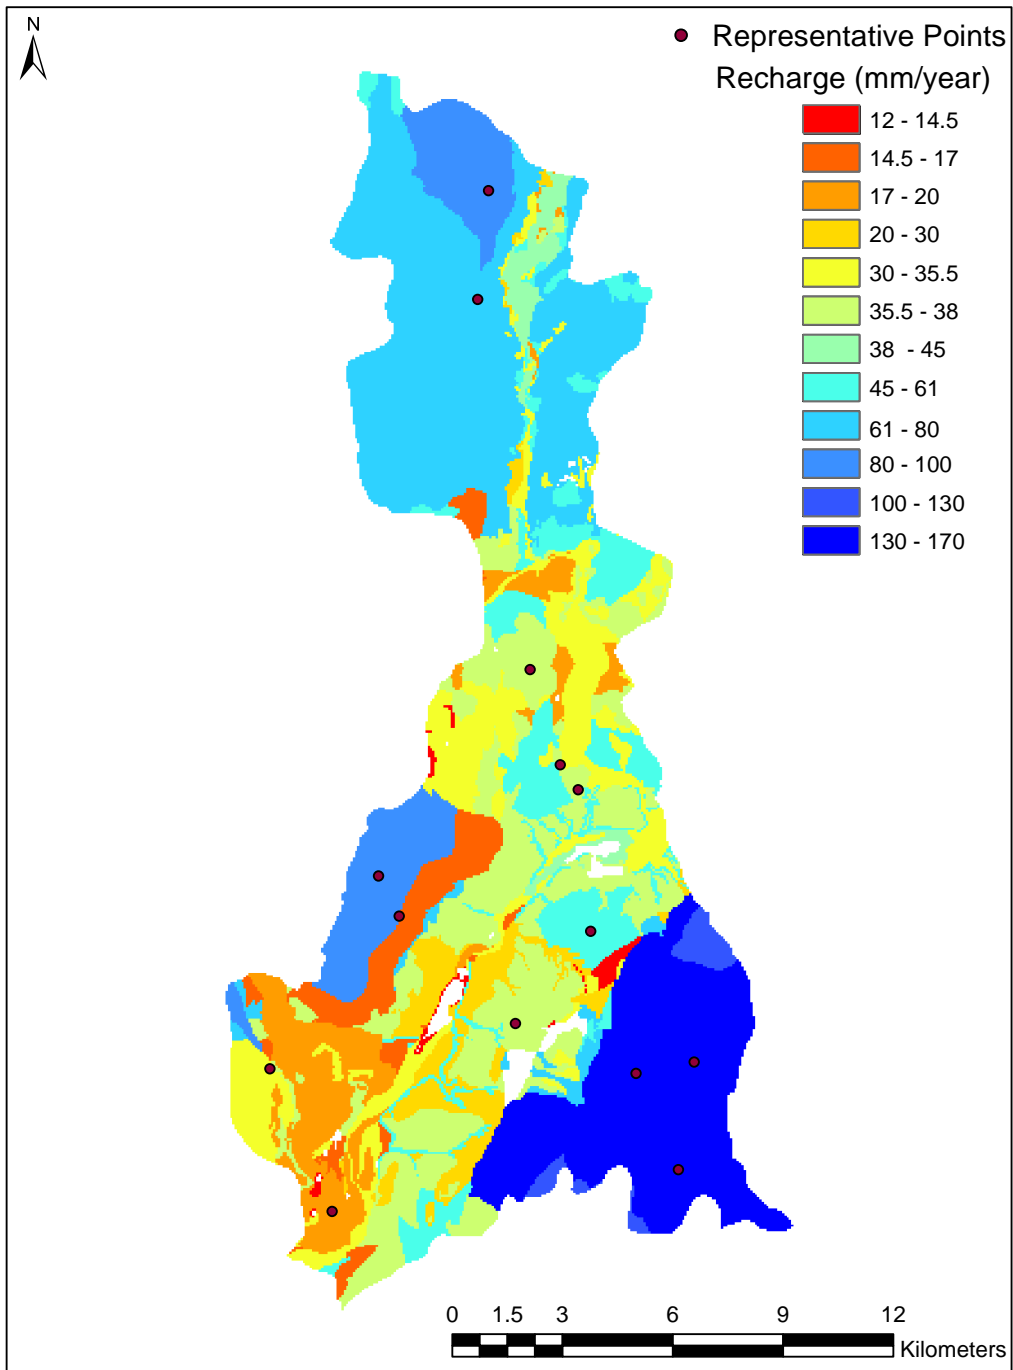 N
Representative Points
Recharge (mm/year)
12 - 14.5
14.5 - 17
17 - 20
20 - 30
30 - 35.5
35.5 - 38
38 - 45
45 - 61
61 - 80
80 - 100
100 - 130
130 - 170
0 1.5 3 6 9 12
Kilometers